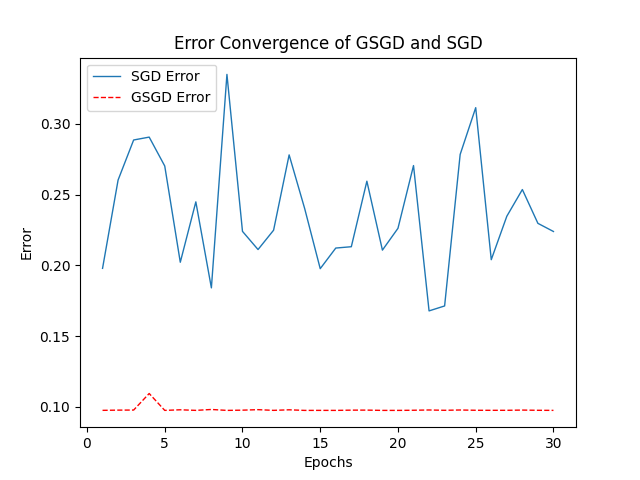 Error Convergence of GSGD and SGD
SGD Error
GSGD Error
0.30
0.25
0.20
0.15
0.10
Error
0 5 10 15 20 25 30
Epochs